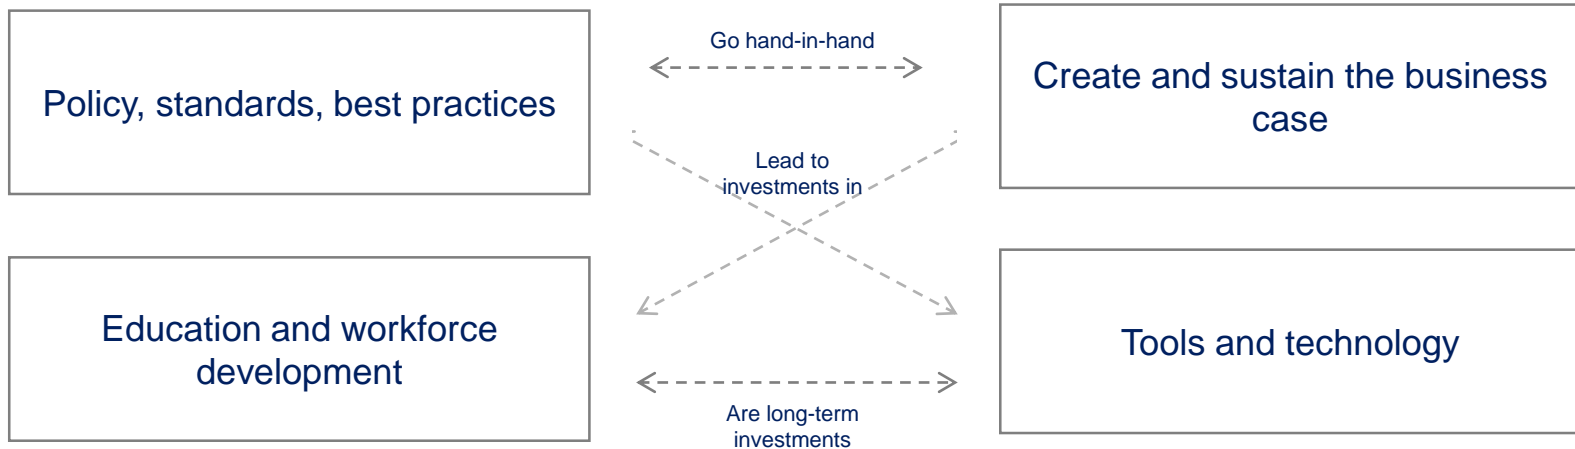 Go hand-in-hand
Policy, standards, best practices
Create and sustain the business
case
Lead to
investments in
Education and workforce
development
Tools and technology
Are long-term
investments